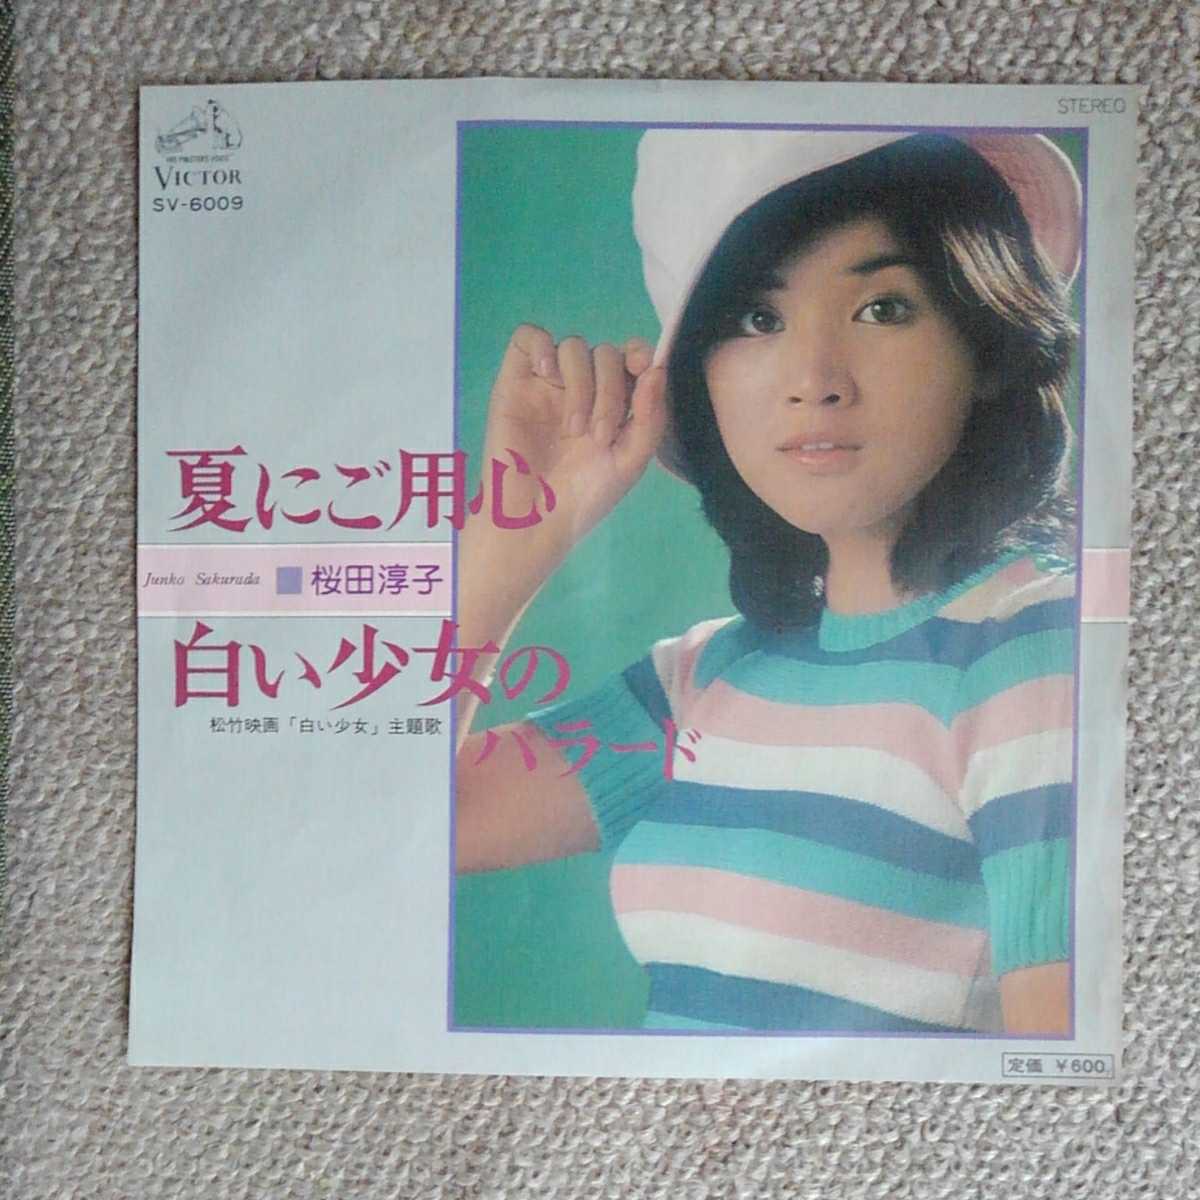 STEREO
HIS MASTER'S VOICE
VICTOR
SV-6009
夏にご用心
Junko Sakurada ■ 桜田淳子
白い少女の
バラード
松竹映画「白い少女」主題歌
定価 ¥600.